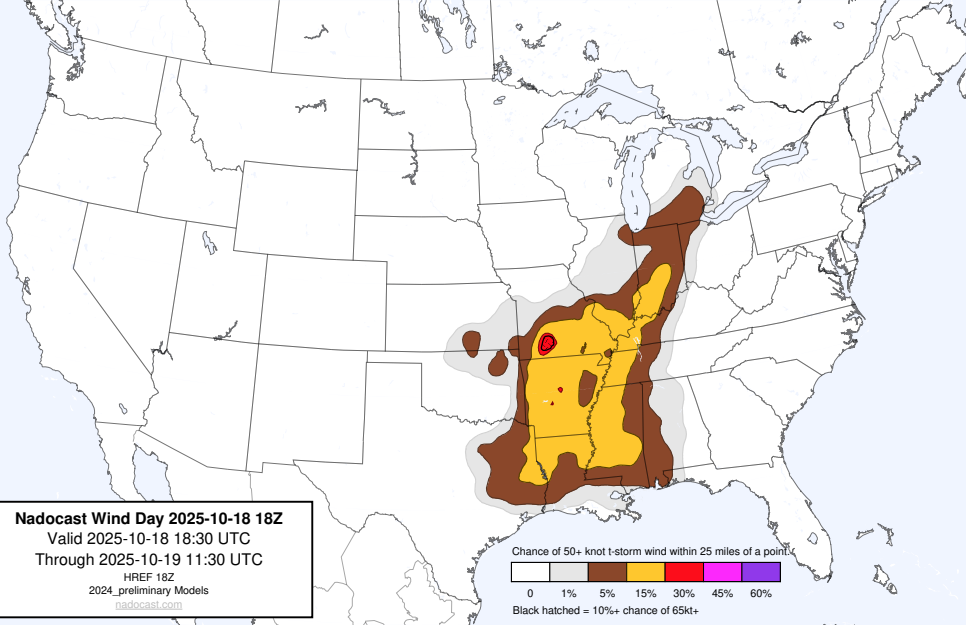 Nadocast Wind Day 2025-10-18 18Z
Valid 2025-10-18 18:30 UTC
Through 2025-10-19 11:30 UTC
HREF 18Z
2024_preliminary Models
nadocast.com
Chance of 50+ knot t-storm wind within 25 miles of a point.
0 1% 5% 15% 30% 45% 60%
Black hatched = 10%+ chance of 65kt+